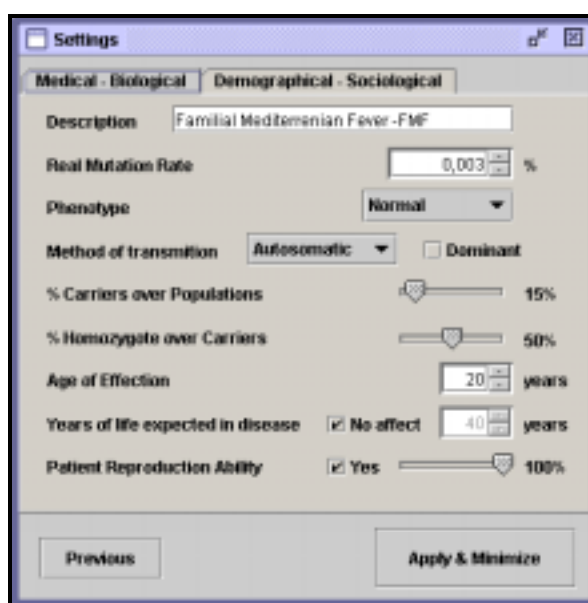 Settings
Medical - Biological Demographical - Sociological
Description Familial Mediterrenian Fever -FMF
Real Mutation Rate 0,003 %
Phenotype Normal
Method of transmition Autosomatic Dominant
% Carriers over Populations 15%
% Homozygote over Carriers 50%
Age of Effection 20 years
Years of life expected in disease No affect 40 years
Patient Reproduction Ability Yes 100%
Previous Apply & Minimize